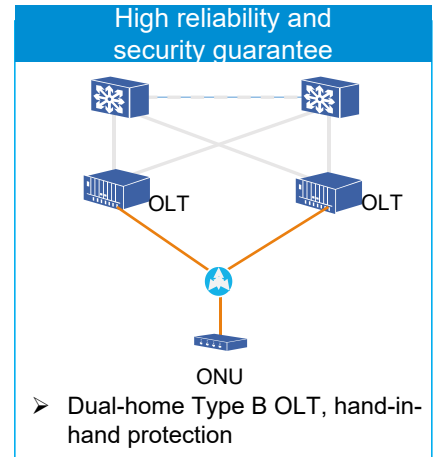 High reliability and
security guarantee
OLT
OLT
ONU
➢ Dual-home Type B OLT, hand-in-
hand protection